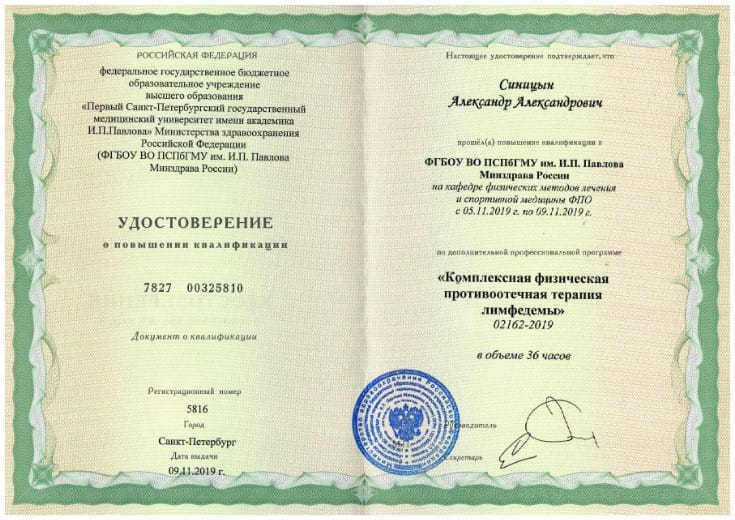 РОССИЙСКАЯ ФЕДЕРАЦИЯ
федеральное государственное бюджетное
образовательное учреждение
высшего образования
«Первый Санкт-Петербургский государственный
медицинский университет имени академика
И.П.Павлова» Министерства здравоохранения
Российской Федерации
(ФГБОУ ВО ПСПбГМУ им. И.П. Павлова
Минздрава России)
УДОСТОВЕРЕНИЕ
о повышении квалификации
7827 00325810
Документ о квалификации
Регистрационный номер
5816
Город
Санкт-Петербург
Дата выдачи
09.11.2019 г.
Настоящее удостоверение подтверждает, что
Синицын
Александр Александрович
прошёл(а) повышение квалификации в
ФГБОУ ВО ПСПбГМУ им. И.П. Павлова
Минздрава России
на кафедре физических методов лечения
и спортивной медицины ФПО
с 05.11.2019 г. по 09.11.2019 г.
по дополнительной профессиональной программе
«Комплексная физическая
противоотечная терапия
лимфедемы»
02162-2019
в объеме 36 часов
Руководитель
Секретарь